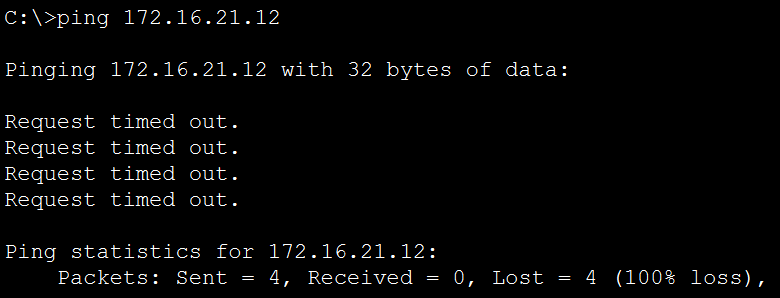 C:\>ping 172.16.21.12
Pinging 172.16.21.12 with 32 bytes of data:
Request timed out.
Request timed out.
Request timed out.
Request timed out.
Ping statistics for 172.16.21.12:
Packets: Sent = 4, Received = 0, Lost = 4 (100% loss),